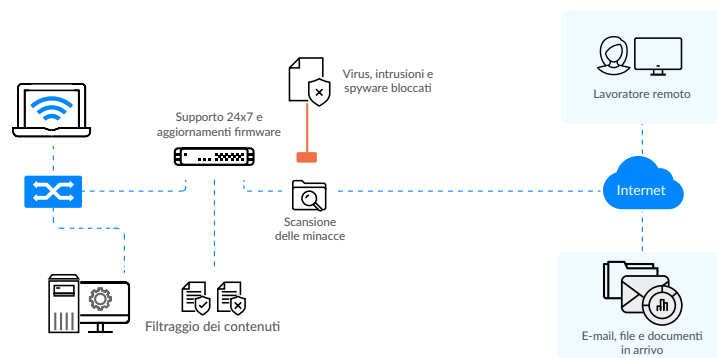 Virus, intrusioni e
spyware bloccati
Lavoratore remoto
Supporto 24x7 e
aggiornamenti firmware
Internet
Scansione
delle minacce
Filtraggio dei contenuti
E-mail, file e documenti
in arrivo